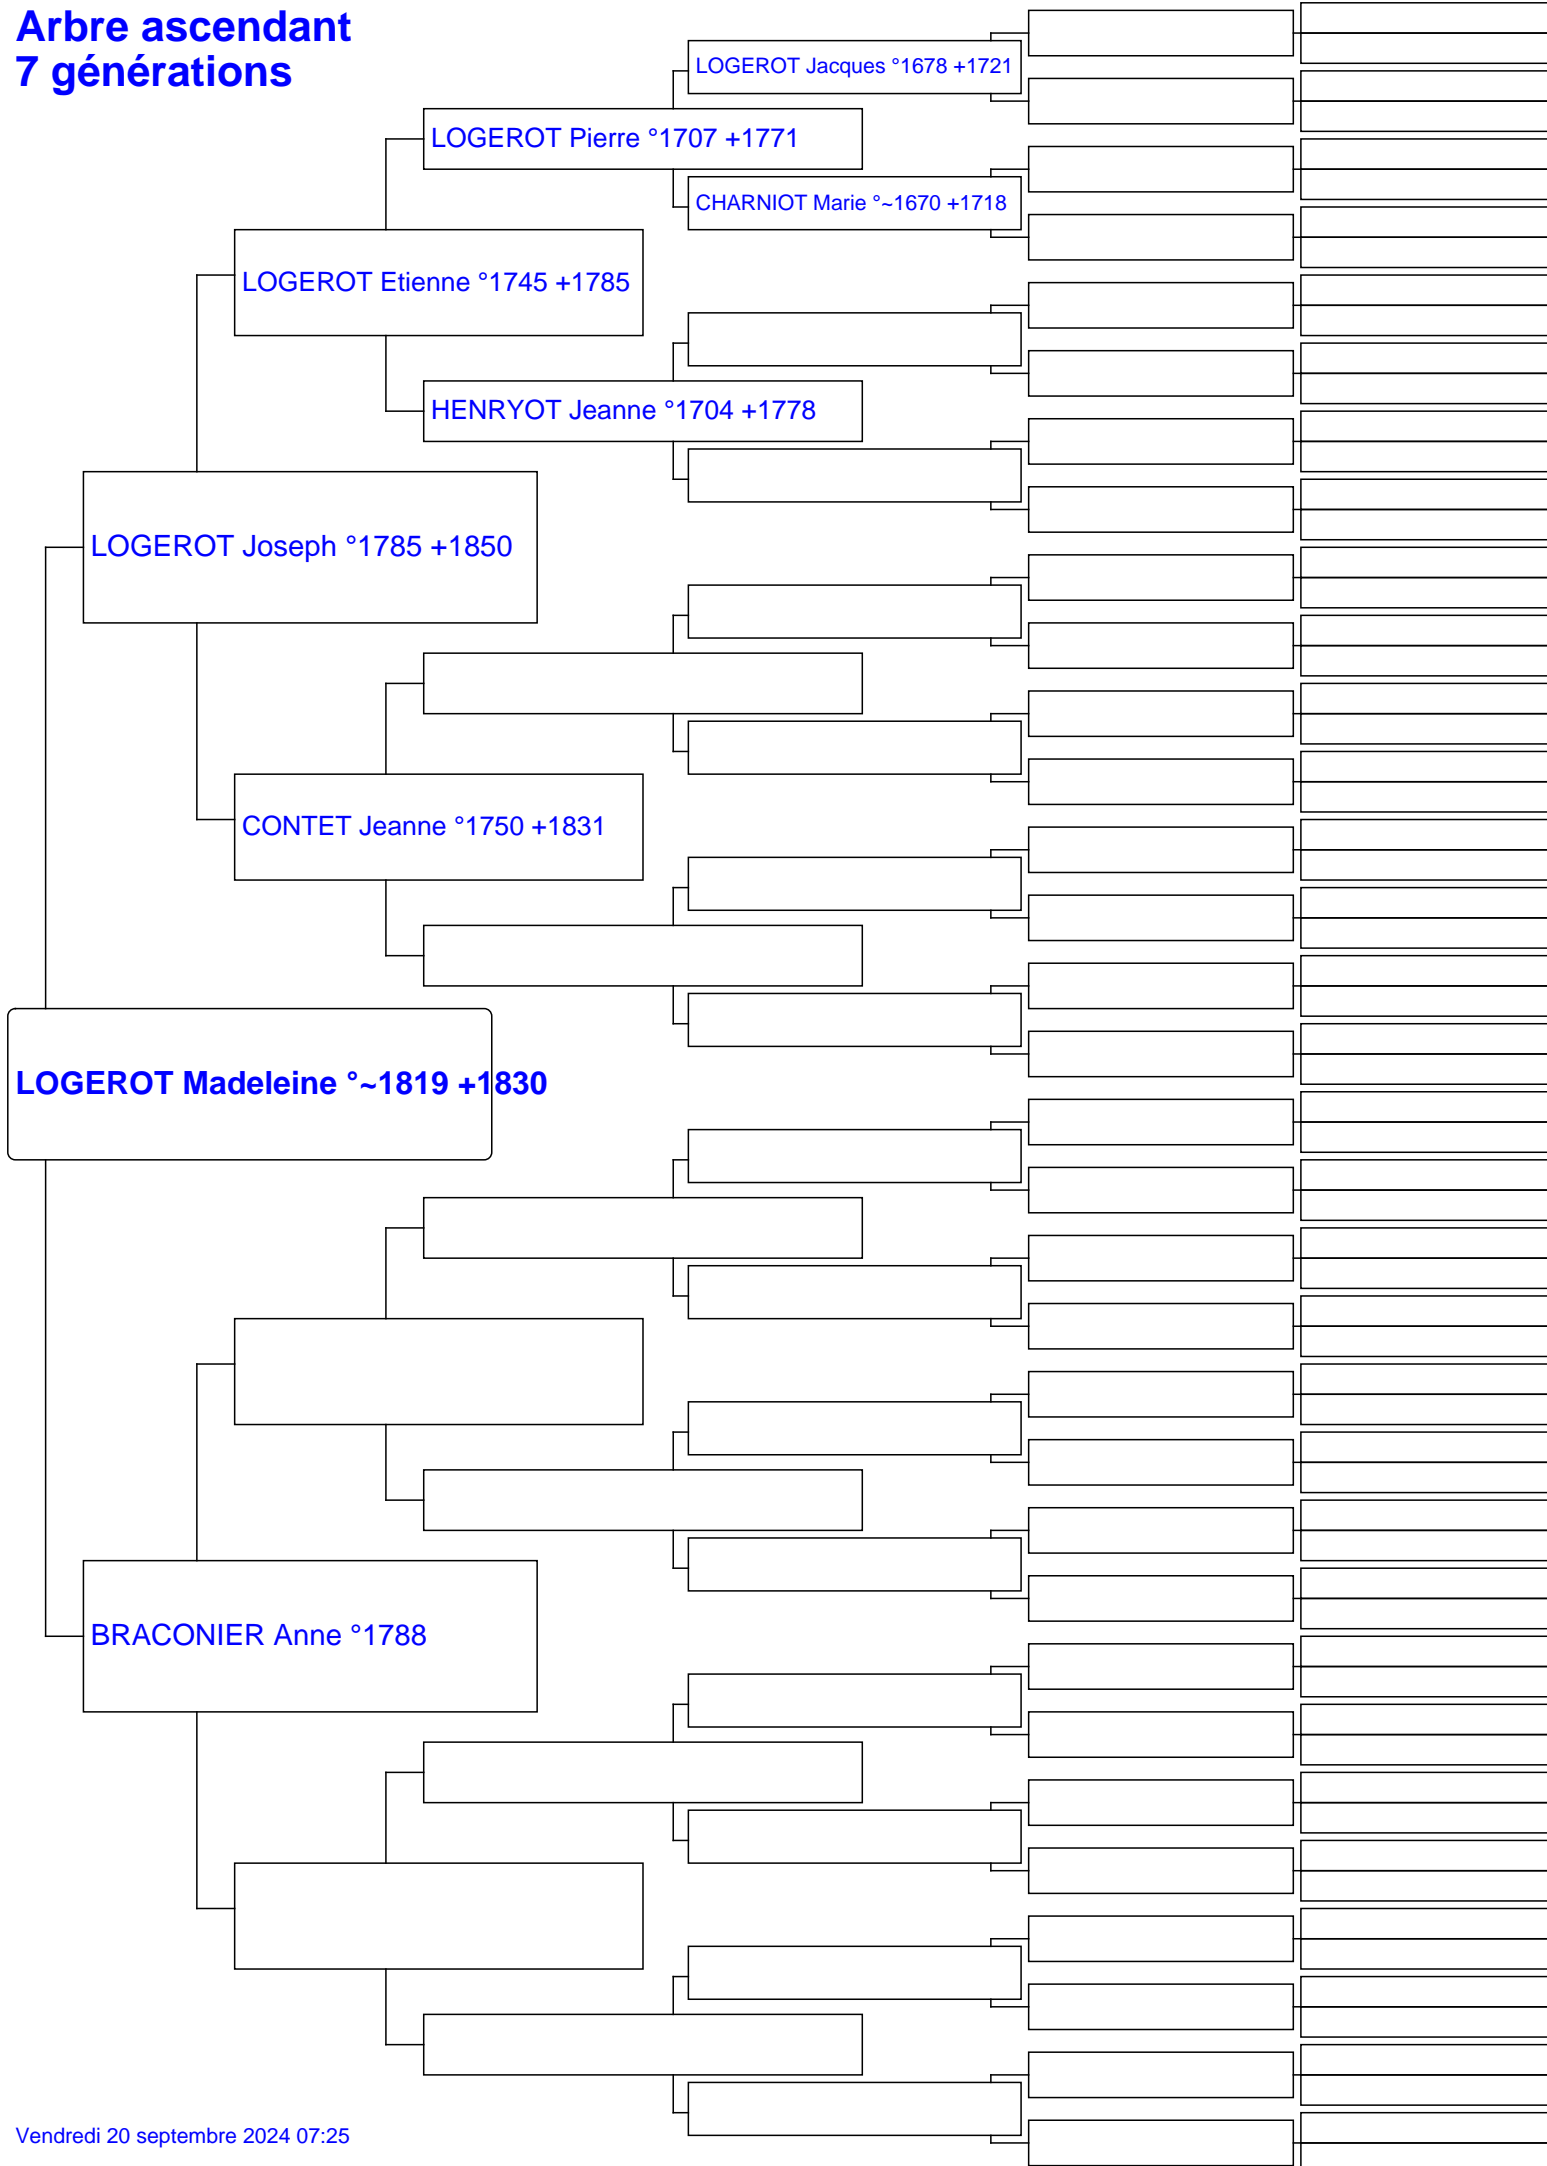 Arbre ascendant
7 générations
LOGEROT Jacques °1678 +1721
LOGEROT Pierre °1707 +1771
CHARNIOT Marie °~1670 +1718
LOGEROT Etienne °1745 +1785
HENRYOT Jeanne °1704 +1778
LOGEROT Joseph °1785 +1850
CONTET Jeanne °1750 +1831
LOGEROT Madeleine °~1819 +1830
BRACONIER Anne °1788
Vendredi 20 septembre 2024 07:25